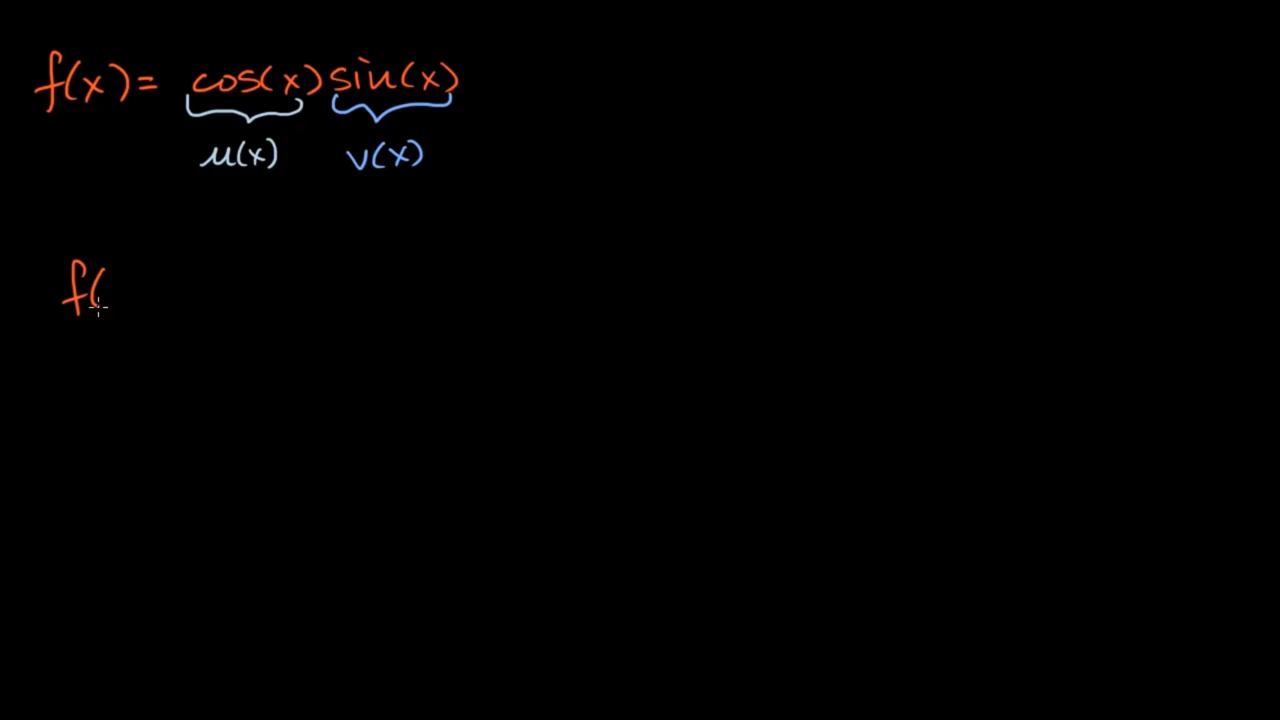 f(x) = cos(x) sin(x)
u(x) v(x)
f(